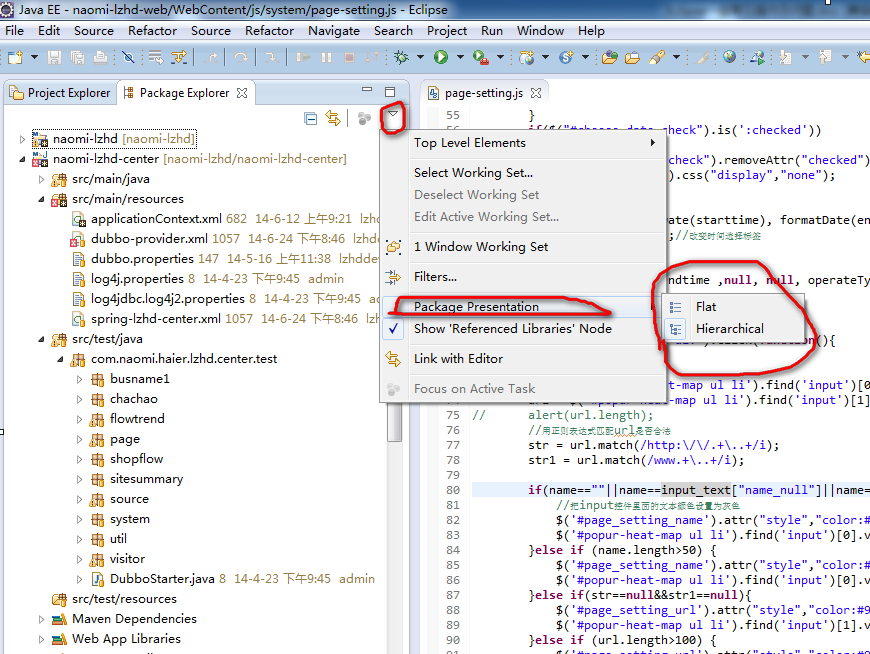 Java EE - naomi-lzhd-web/WebContent/js/system/page-setting.js - Eclipse
File Edit Source Refactor Source Refactor Navigate Search Project Run Window Help
Project Explorer
Package Explorer
naomi-lzhd [naomi-lzhd]
naomi-lzhd-center [naomi-lzhd/naomi-lzhd-center]
src/main/java
src/main/resources
applicationContext.xml 682 14-6-12 上午9:21 lzhd
dubbo-provider.xml 1057 14-6-24 下午8:46 lzhdd
dubbo.properties 147 14-5-16 上午11:38 lzhddev
log4j.properties 8 14-4-23 下午9:45 admin
log4jdbc.log4j2.properties 8 14-4-23 下午9:45 ad
spring-lzhd-center.xml 1057 14-6-24 下午8:46 lz
src/test/java
com.naomi.haier.lzhd.center.test
busname1
chachao
flowtrend
page
shopflow
sitesummary
source
system
util
visitor
DubboStarter.java 8 14-4-23 下午9:45 admin
src/test/resources
Maven Dependencies
Web App Libraries
Top Level Elements
Select Working Set...
Deselect Working Set
Edit Active Working Set...
1 Window Working Set
Filters...
Package Presentation
Show 'Referenced Libraries' Node
Link with Editor
Focus on Active Task
Flat
Hierarchical
page-setting.js
55 }
check").is(':checked'))
check").removeAttr("checked")
).css("display","none");
ate(starttime), formatDate(en
;//改变时间选择标签
ndtime ,null, null, operateTy
-heat-map ul li').find('input')[0
-heat-map ul li').find('input')[1]
75 // alert(url.length);
76 //用正则表达式匹配url是否合法
77 str = url.match(/http:\/\/.+\..+/i);
78 str1 = url.match(/www.+\..+/i);
79
80 if(name==""||name==input_text["name_null"]||name=
81 //把input控件里面的文本颜色设置为灰色
82 $('#page_setting_name').attr("style","color:#
83 $('#popur-heat-map ul li').find('input')[0].v
84 }else if (name.length>50) {
85 $('#page_setting_name').attr("style","color:#
86 $('#popur-heat-map ul li').find('input')[0].v
87 }else if(str==null&&str1==null){
88 $('#page_setting_url').attr("style","color:#9
89 $('#popur-heat-map ul li').find('input')[1].v
90 }else if (url.length>100) {